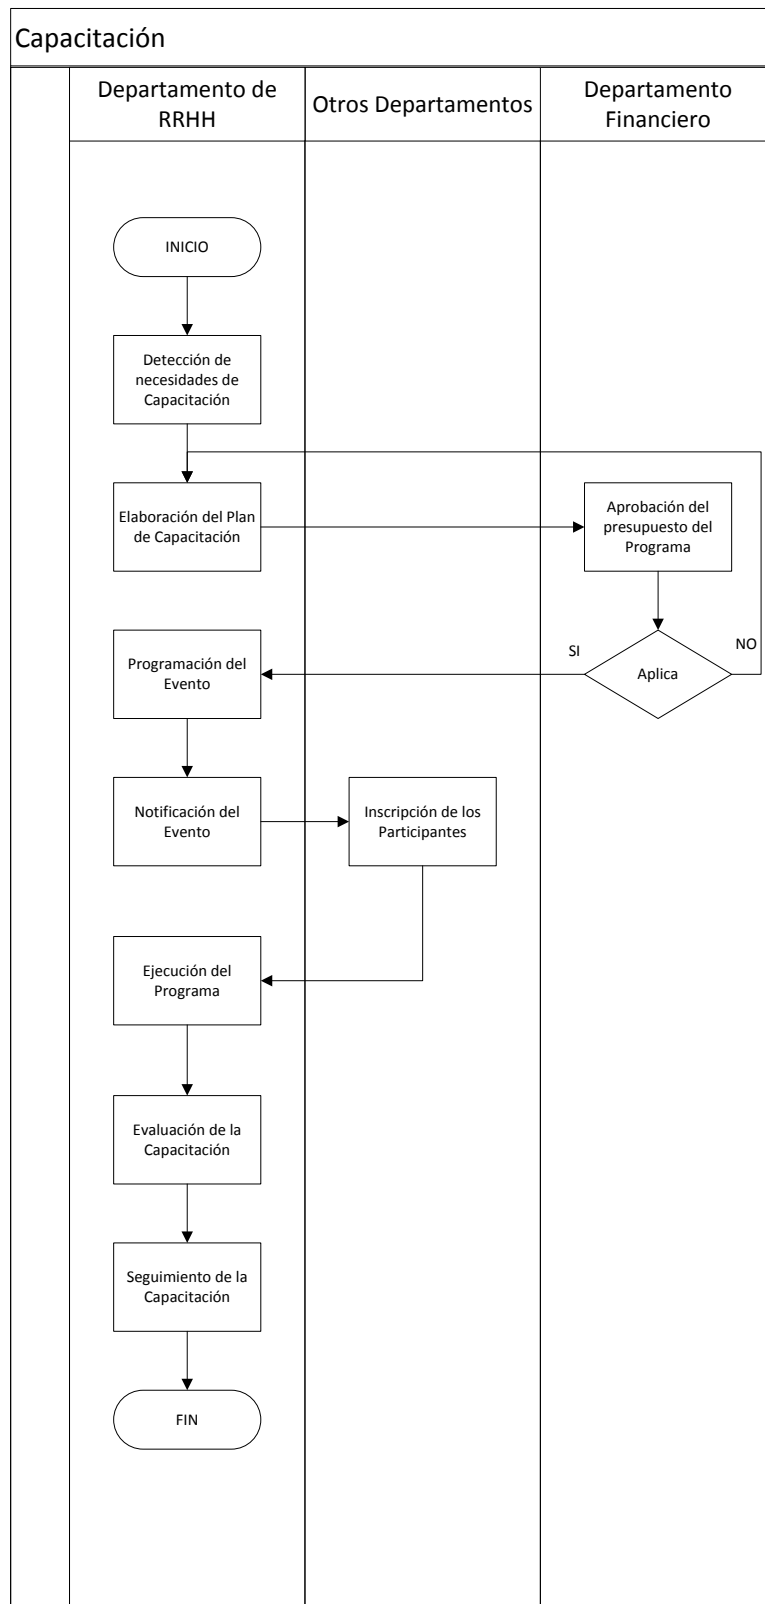 Capacitación
Departamento de
RRHH
Otros Departamentos
Departamento
Financiero
INICIO
Detección de
necesidades de
Capacitación
Elaboración del Plan
de Capacitación
Aprobación del
presupuesto del
Programa
Programación del
Evento
SI
Aplica
NO
Notificación del
Evento
Inscripción de los
Participantes
Ejecución del
Programa
Evaluación de la
Capacitación
Seguimiento de la
Capacitación
FIN